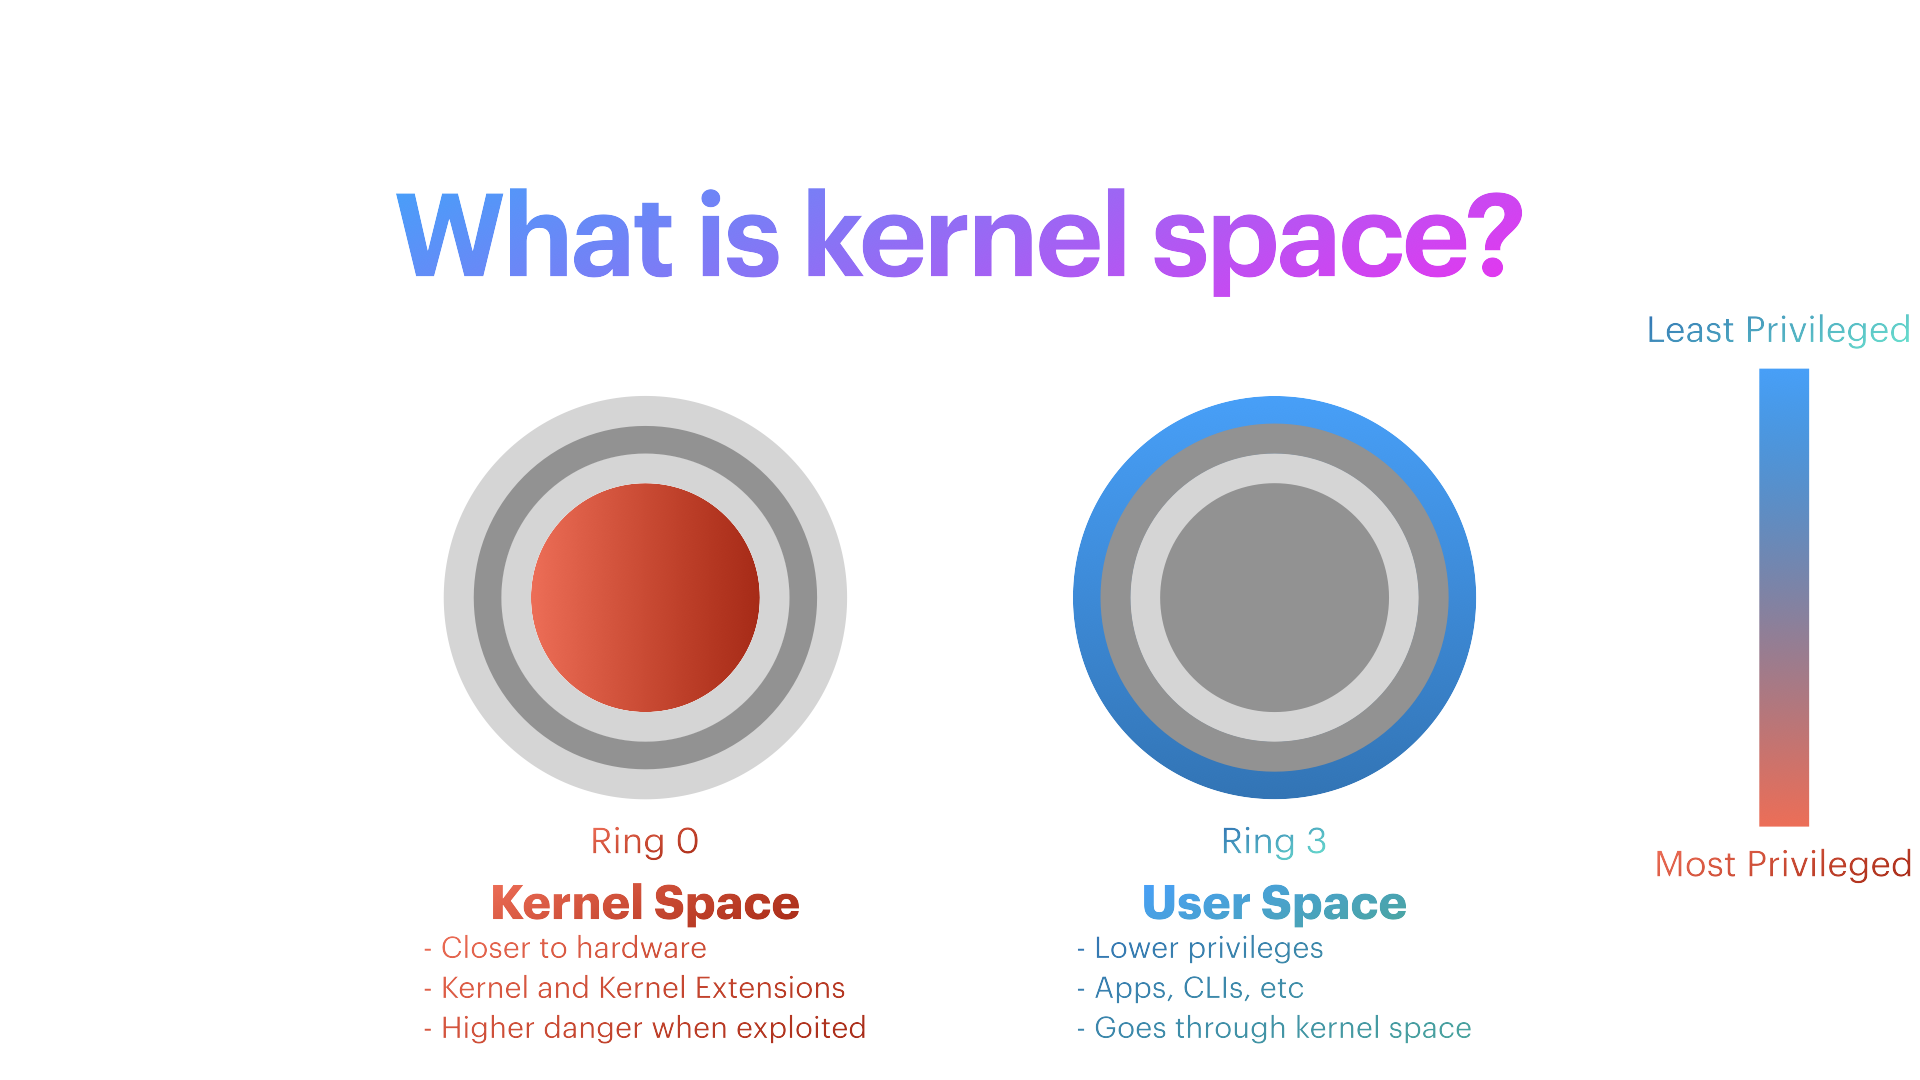 What is kernel space?
Least Privileged
Most Privileged
Ring 0
Kernel Space
- Closer to hardware
- Kernel and Kernel Extensions
- Higher danger when exploited
Ring 3
User Space
- Lower privileges
- Apps, CLIs, etc
- Goes through kernel space